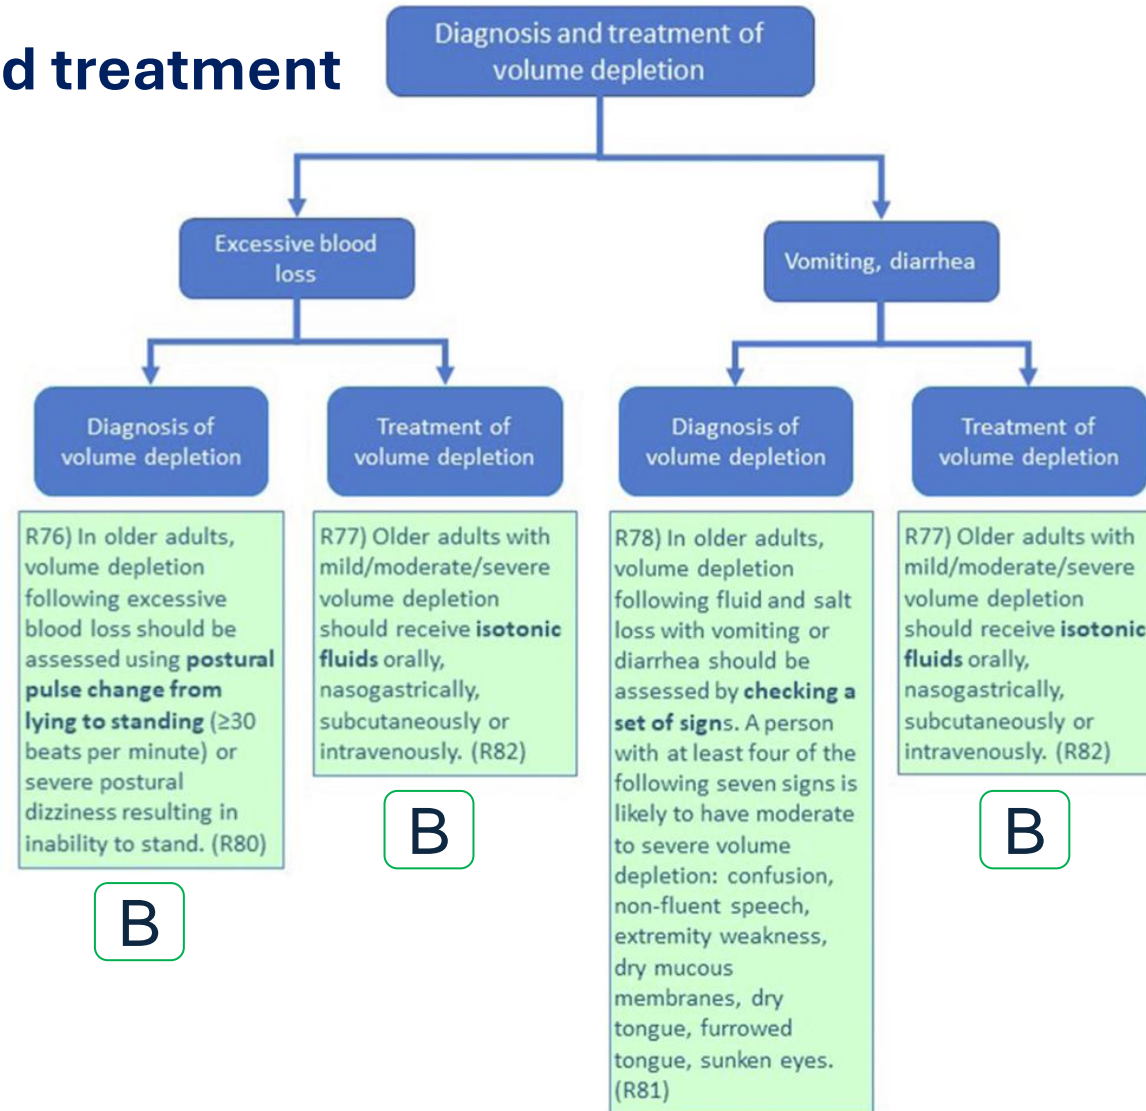 d treatment
Diagnosis and treatment of
volume depletion
Excessive blood
loss
Vomiting, diarrhea
Diagnosis of
volume depletion
Treatment of
volume depletion
Diagnosis of
volume depletion
Treatment of
volume depletion
R76) In older adults,
volume depletion
following excessive
blood loss should be
assessed using postural
pulse change from
lying to standing (≥30
beats per minute) or
severe postural
dizziness resulting in
inability to stand. (R80)
B
R77) Older adults with
mild/moderate/severe
volume depletion
should receive isotonic
fluids orally,
nasogastrically,
subcutaneously or
intravenously. (R82)
B
R78) In older adults,
volume depletion
following fluid and salt
loss with vomiting or
diarrhea should be
assessed by checking a
set of signs. A person
with at least four of the
following seven signs is
likely to have moderate
to severe volume
depletion: confusion,
non-fluent speech,
extremity weakness,
dry mucous
membranes, dry
tongue, furrowed
tongue, sunken eyes.
(R81)
R77) Older adults with
mild/moderate/severe
volume depletion
should receive isotonic
fluids orally,
nasogastrically,
subcutaneously or
intravenously. (R82)
B